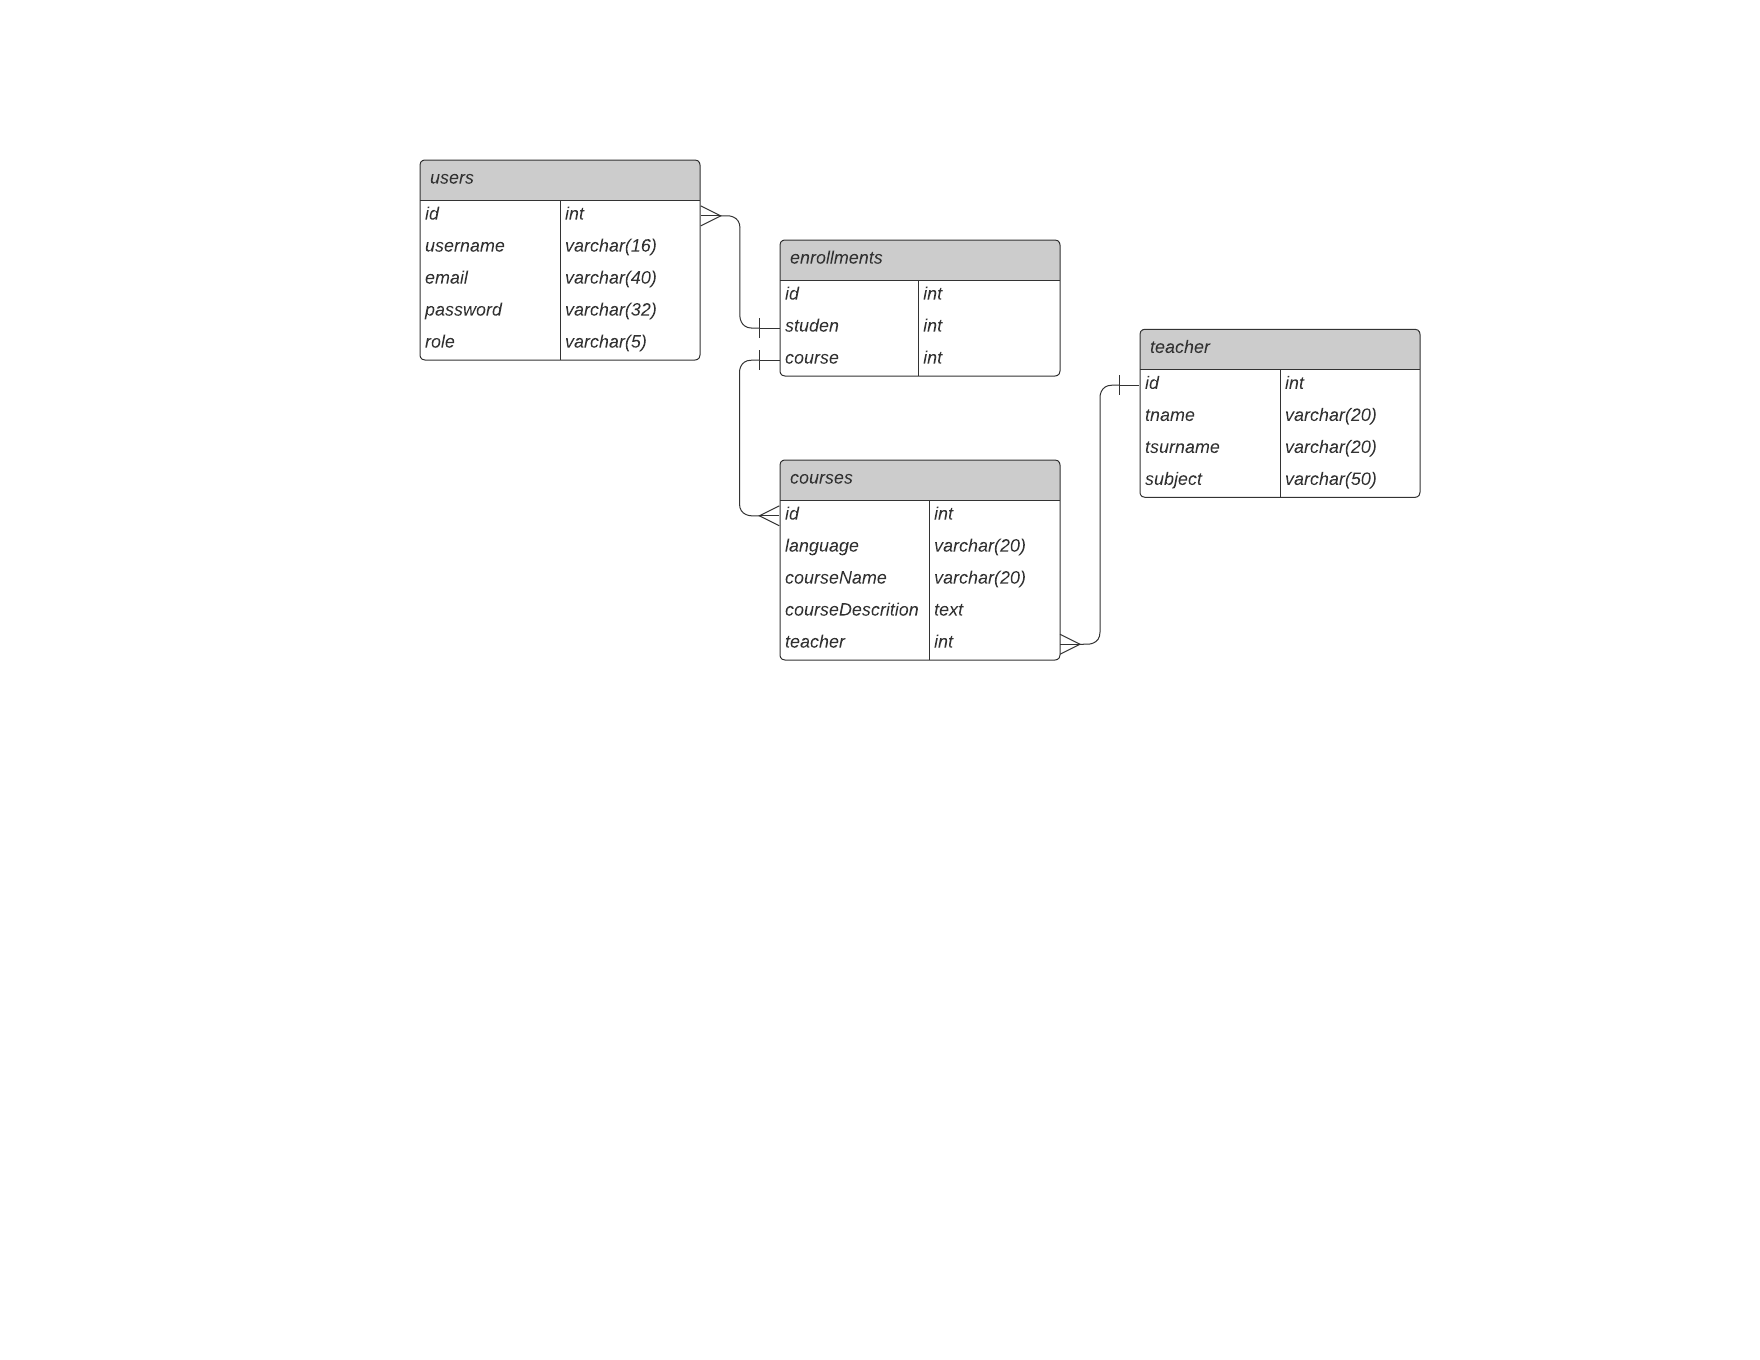 users
id int
username varchar(16)
email varchar(40)
password varchar(32)
role varchar(5)
enrollments
id int
studen int
course int
teacher
id int
tname varchar(20)
tsurname varchar(20)
subject varchar(50)
courses
id int
language varchar(20)
courseName varchar(20)
courseDescrition text
teacher int